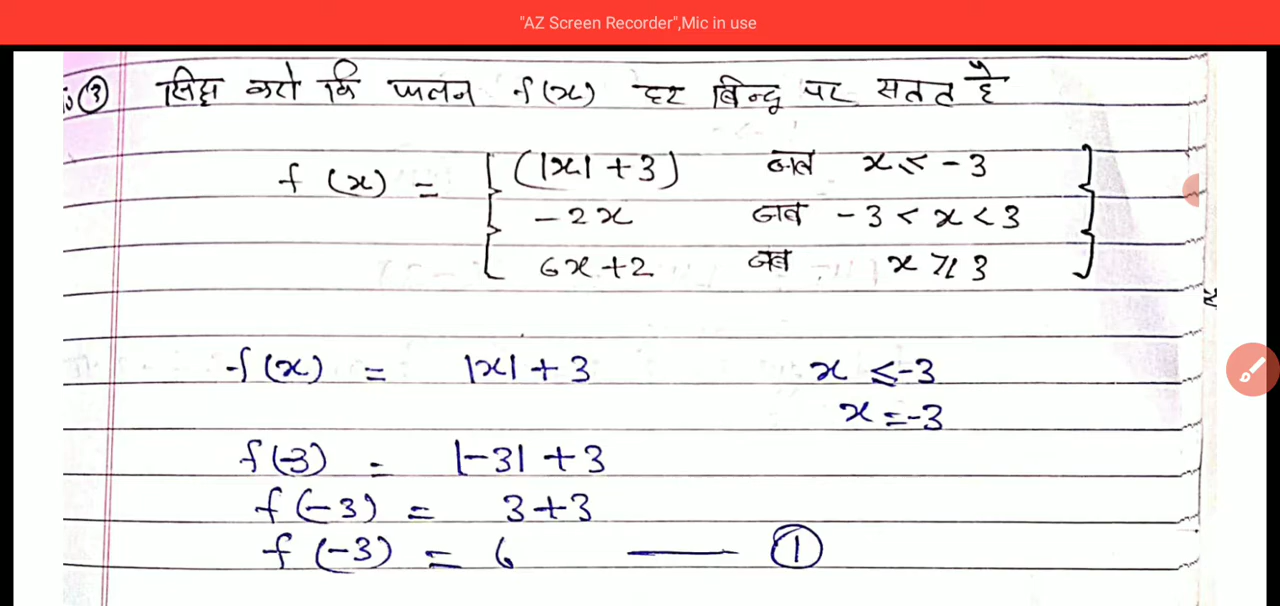 "AZ Screen Recorder",Mic in use
③ सिद्ध करो कि फलन f(x) हर बिन्दू पर सतत है
f (x) = { (|x| + 3) जब x ≤ -3
-2x जब -3 < x < 3
6x+2 जब x ≥ 3 }
f(x) = |x| + 3 x ≤ -3
x = -3
f(-3) = |-3| + 3
f(-3) = 3+3
f(-3) = 6 —— ①